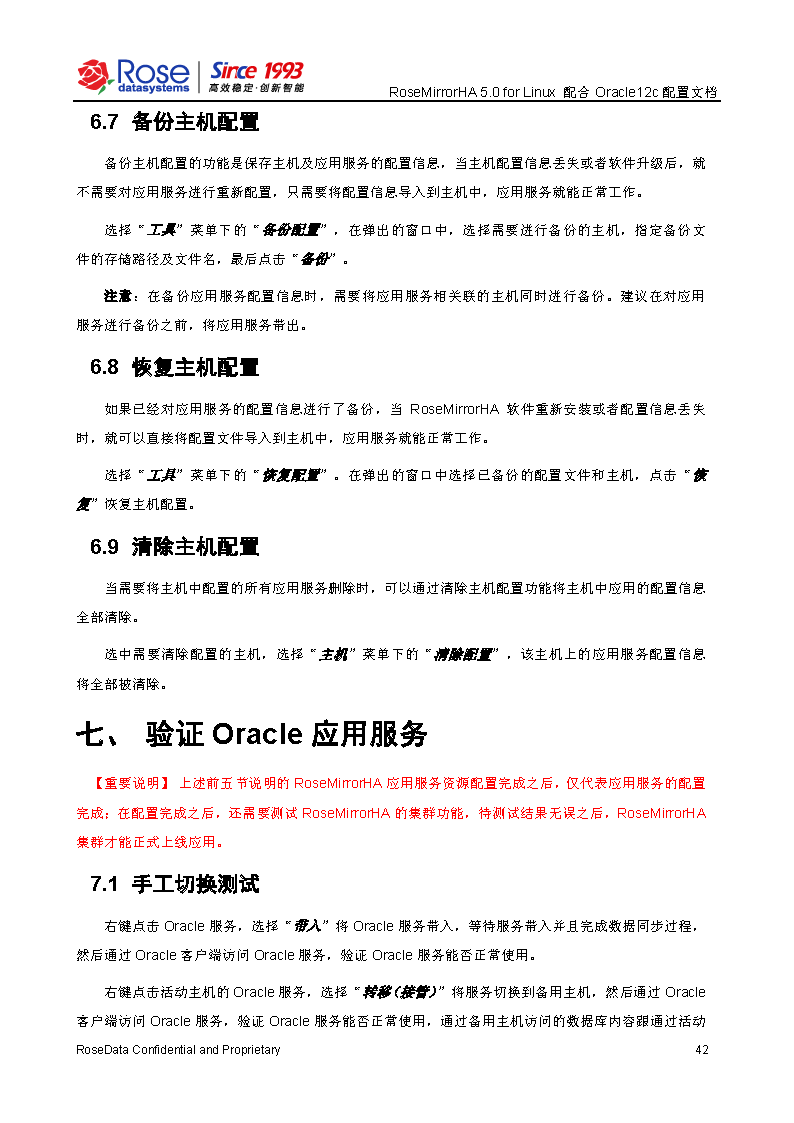 Rose datasystems Since 1993 高效稳定·创新智能
RoseMirrorHA 5.0 for Linux 配合 Oracle12c 配置文档
6.7 备份主机配置
备份主机配置的功能是保存主机及应用服务的配置信息，当主机配置信息丢失或者软件升级后，就
不需要对应用服务进行重新配置，只需要将配置信息导入到主机中，应用服务就能正常工作。
选择“工具”菜单下的“备份配置”，在弹出的窗口中，选择需要进行备份的主机，指定备份文
件的存储路径及文件名，最后点击“备份”。
注意：在备份应用服务配置信息时，需要将应用服务相关联的主机同时进行备份。建议在对应用
服务进行备份之前，将应用服务带出。
6.8 恢复主机配置
如果已经对应用服务的配置信息进行了备份，当 RoseMirrorHA 软件重新安装或者配置信息丢失
时，就可以直接将配置文件导入到主机中，应用服务就能正常工作。
选择“工具”菜单下的“恢复配置”。在弹出的窗口中选择已备份的配置文件和主机，点击“恢
复”恢复主机配置。
6.9 清除主机配置
当需要将主机中配置的所有应用服务删除时，可以通过清除主机配置功能将主机中应用的配置信息
全部清除。
选中需要清除配置的主机，选择“主机”菜单下的“清除配置”，该主机上的应用服务配置信息
将全部被清除。
七、 验证 Oracle 应用服务
【重要说明】 上述前五节说明的 RoseMirrorHA 应用服务资源配置完成之后，仅代表应用服务的配置
完成；在配置完成之后，还需要测试 RoseMirrorHA 的集群功能，待测试结果无误之后，RoseMirrorHA
集群才能正式上线应用。
7.1 手工切换测试
右键点击 Oracle 服务，选择“带入”将 Oracle 服务带入，等待服务带入并且完成数据同步过程，
然后通过 Oracle 客户端访问 Oracle 服务，验证 Oracle 服务能否正常使用。
右键点击活动主机的 Oracle 服务，选择“转移（接管）”将服务切换到备用主机，然后通过 Oracle
客户端访问 Oracle 服务，验证 Oracle 服务能否正常使用，通过备用主机访问的数据库内容跟通过活动
RoseData Confidential and Proprietary 42